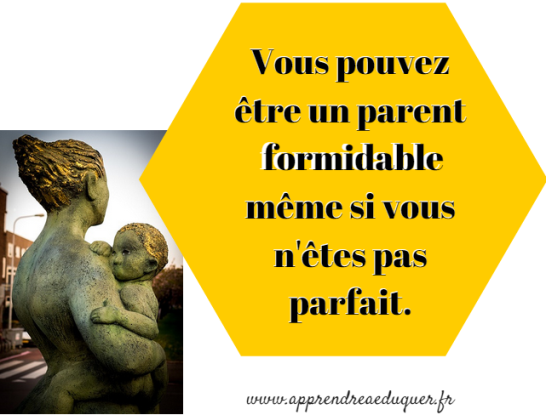 Vous pouvez
être un parent
formidable
même si vous
n'êtes pas
parfait.
www.apprendreaeduquer.fr